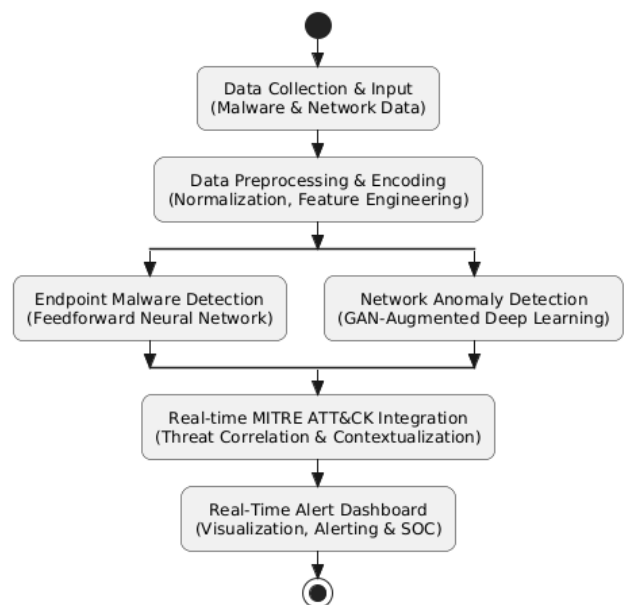 Data Collection & Input
(Malware & Network Data)
Data Preprocessing & Encoding
(Normalization, Feature Engineering)
Endpoint Malware Detection
(Feedforward Neural Network)
Network Anomaly Detection
(GAN-Augmented Deep Learning)
Real-time MITRE ATT&CK Integration
(Threat Correlation & Contextualization)
Real-Time Alert Dashboard
(Visualization, Alerting & SOC)